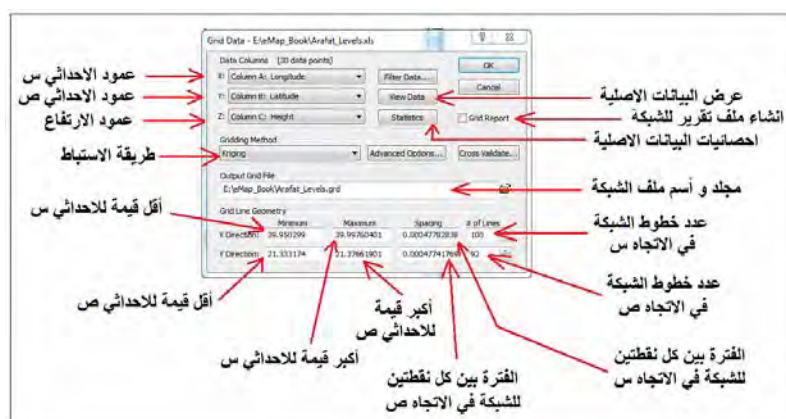 Grid Data - E:\eMap_Book\Arafat_Levels.xls
Data Columns (30 data points)
X: Column A: Longitude
Y: Column B: Latitude
Z: Column C: Height
Filter Data...
View Data
Statistics
OK
Cancel
Grid Report
Gridding Method
Kriging
Advanced Options...
Cross Validate...
Output Grid File
E:\eMap_Book\Arafat_Levels.grd
Grid Line Geometry
Minimum Maximum Spacing # of Lines
X Direction: 39.950299 39.99760401 100
Y Direction: 21.333174 21.37661901
عمود الاحداثي س
عمود الاحداثي ص
عمود الارتفاع
طريقة الاستباط
أقل قيمة للاحداثي س
أقل قيمة للاحداثي ص
أكبر قيمة
للاحداثي ص
أكبر قيمة للاحداثي س
عرض البيانات الاصلية
انشاء ملف تقرير للشبكة
احصائيات البيانات الاصلية
مجلد و أسم ملف الشبكة
عدد خطوط الشبكة
في الاتجاه س
عدد خطوط الشبكة
في الاتجاه ص
الفترة بين كل نقطتين
للشبكة في الاتجاه س
الفترة بين كل نقطتين
للشبكة في الاتجاه ص